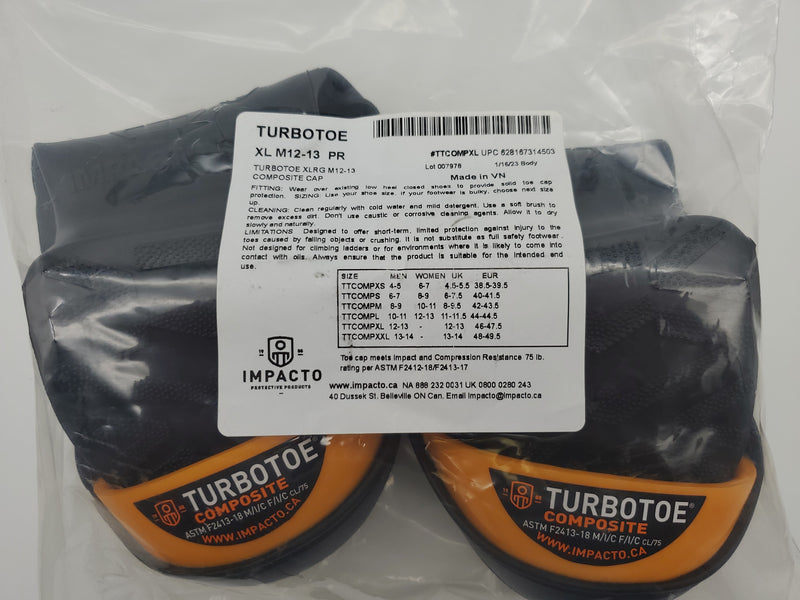 TURBOTOE
XL M12-13 PR
#TTCOMPXL UPC 628167314503
Lot 007978 1/16/23 Body
Made in VN
TURBOTOE XLRG M12-13
COMPOSITE CAP
FITTING: Wear over existing low heel closed shoes to provide solid toe cap
protection. SIZING: Use your shoe size. If your footwear is bulky, choose next size
up.
CLEANING: Clean regularly with cold water and mild detergent. Use a soft brush to
remove excess dirt. Don't use caustic or corrosive cleaning agents. Allow it to dry
slowly and naturally.
LIMITATIONS Designed to offer short-term, limited protection against injury to the
toes caused by falling objects or crushing. It is not substitute as full safety footwear.
Not designed for climbing ladders or for environments where it is likely to come into
contact with oils. Always ensure that the product is suitable for the intended end
use.
SIZE MEN WOMEN UK EUR
TTCOMPXS 4-5 6-7 4.5-5.5 38.5-39.5
TTCOMPS 6-7 8-9 6-7.5 40-41.5
TTCOMPM 8-9 10-11 8-9.5 42-43.5
TTCOMPL 10-11 12-13 11-11.5 44-44.5
TTCOMPXL 12-13 - 12-13 46-47.5
TTCOMPXXL 13-14 - 13-14 48-49.5
IMPACTO
PROTECTIVE PRODUCTS
Toe cap meets Impact and Compression Resistance 75 lb.
rating per ASTM F2412-18/F2413-17
www.impacto.ca NA 888 232 0031 UK 0800 0280 243
40 Dussek St. Belleville ON Can. Email impacto@impacto.ca
TURBOTOE
COMPOSITE
ASTM F2413-18 M/I/C F/I/C CL/75
WWW.IMPACTO.CA
TURBOTOE®
COMPOSITE
ASTM F2413-18 M/I/C F/I/C CL/75
WWW.IMPACTO.CA